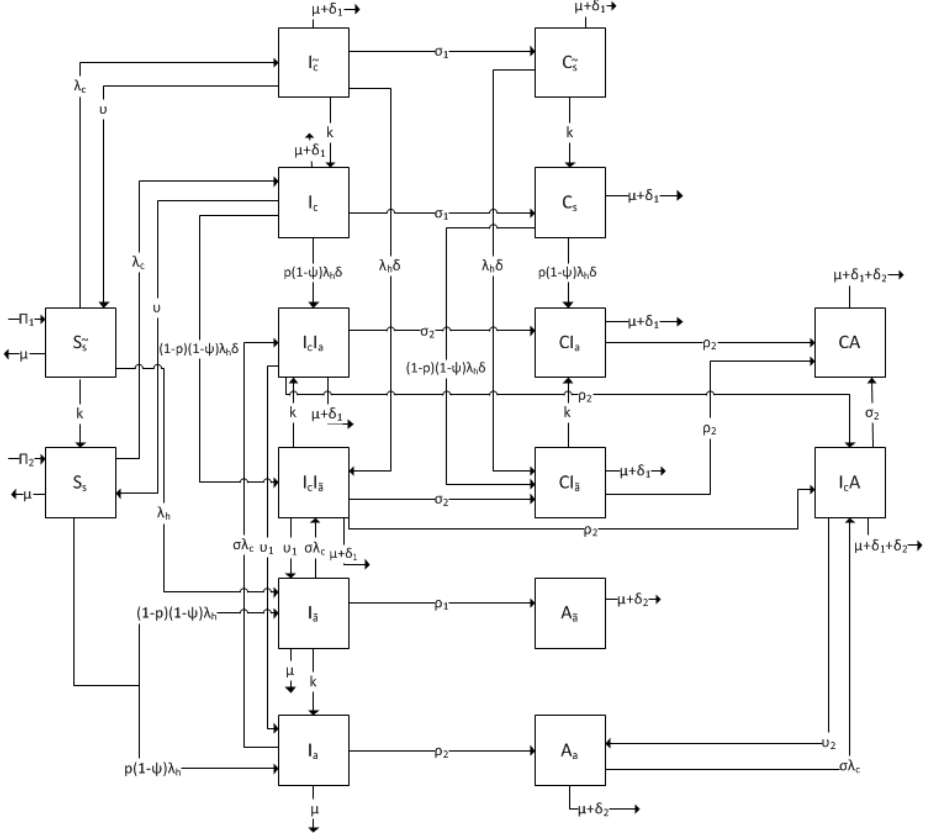 μ+δ₁
μ+δ₁
I_c̃
σ₁
C_s̃
λ_c
υ
k
k
μ+δ₁
I_c
σ₁
C_s
μ+δ₁
λ_c
p(1-ψ)λ_hδ
λ_hδ
λ_hδ
p(1-ψ)λ_hδ
μ+δ₁+δ₂
υ
Π₁
S_s̃
I_cI_a
σ₂
CI_a
μ+δ₁
ρ₂
CA
μ
(1-p)(1-ψ)λ_hδ
(1-p)(1-ψ)λ_hδ
ρ₂
k
k
μ+δ₁
k
ρ₂
σ₂
Π₂
S_s
I_cI_ã
CI_ã
μ+δ₁
I_cA
μ
σ₂
λ_h
ρ₂
σλ_c
υ₁
υ₁
σλ_c
μ+δ₁
μ+δ₁+δ₂
(1-p)(1-ψ)λ_h
I_ã
ρ₁
A_ã
μ+δ₂
μ
k
I_a
ρ₂
A_a
υ₂
p(1-ψ)λ_h
σλ_c
μ
μ+δ₂